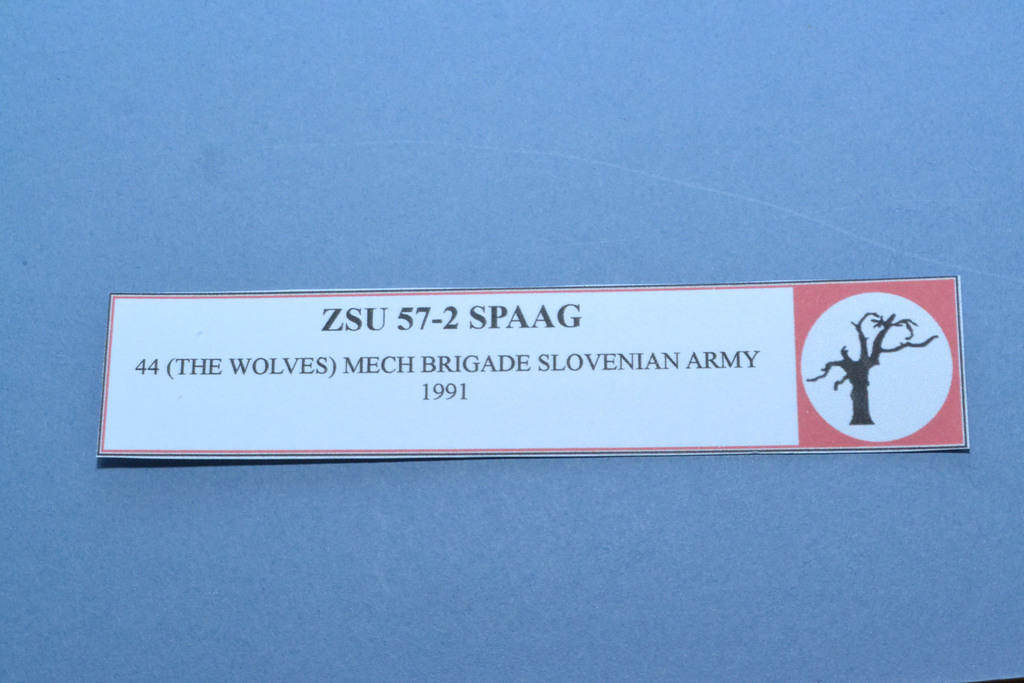 ZSU 57-2 SPAAG
44 (THE WOLVES) MECH BRIGADE SLOVENIAN ARMY
1991